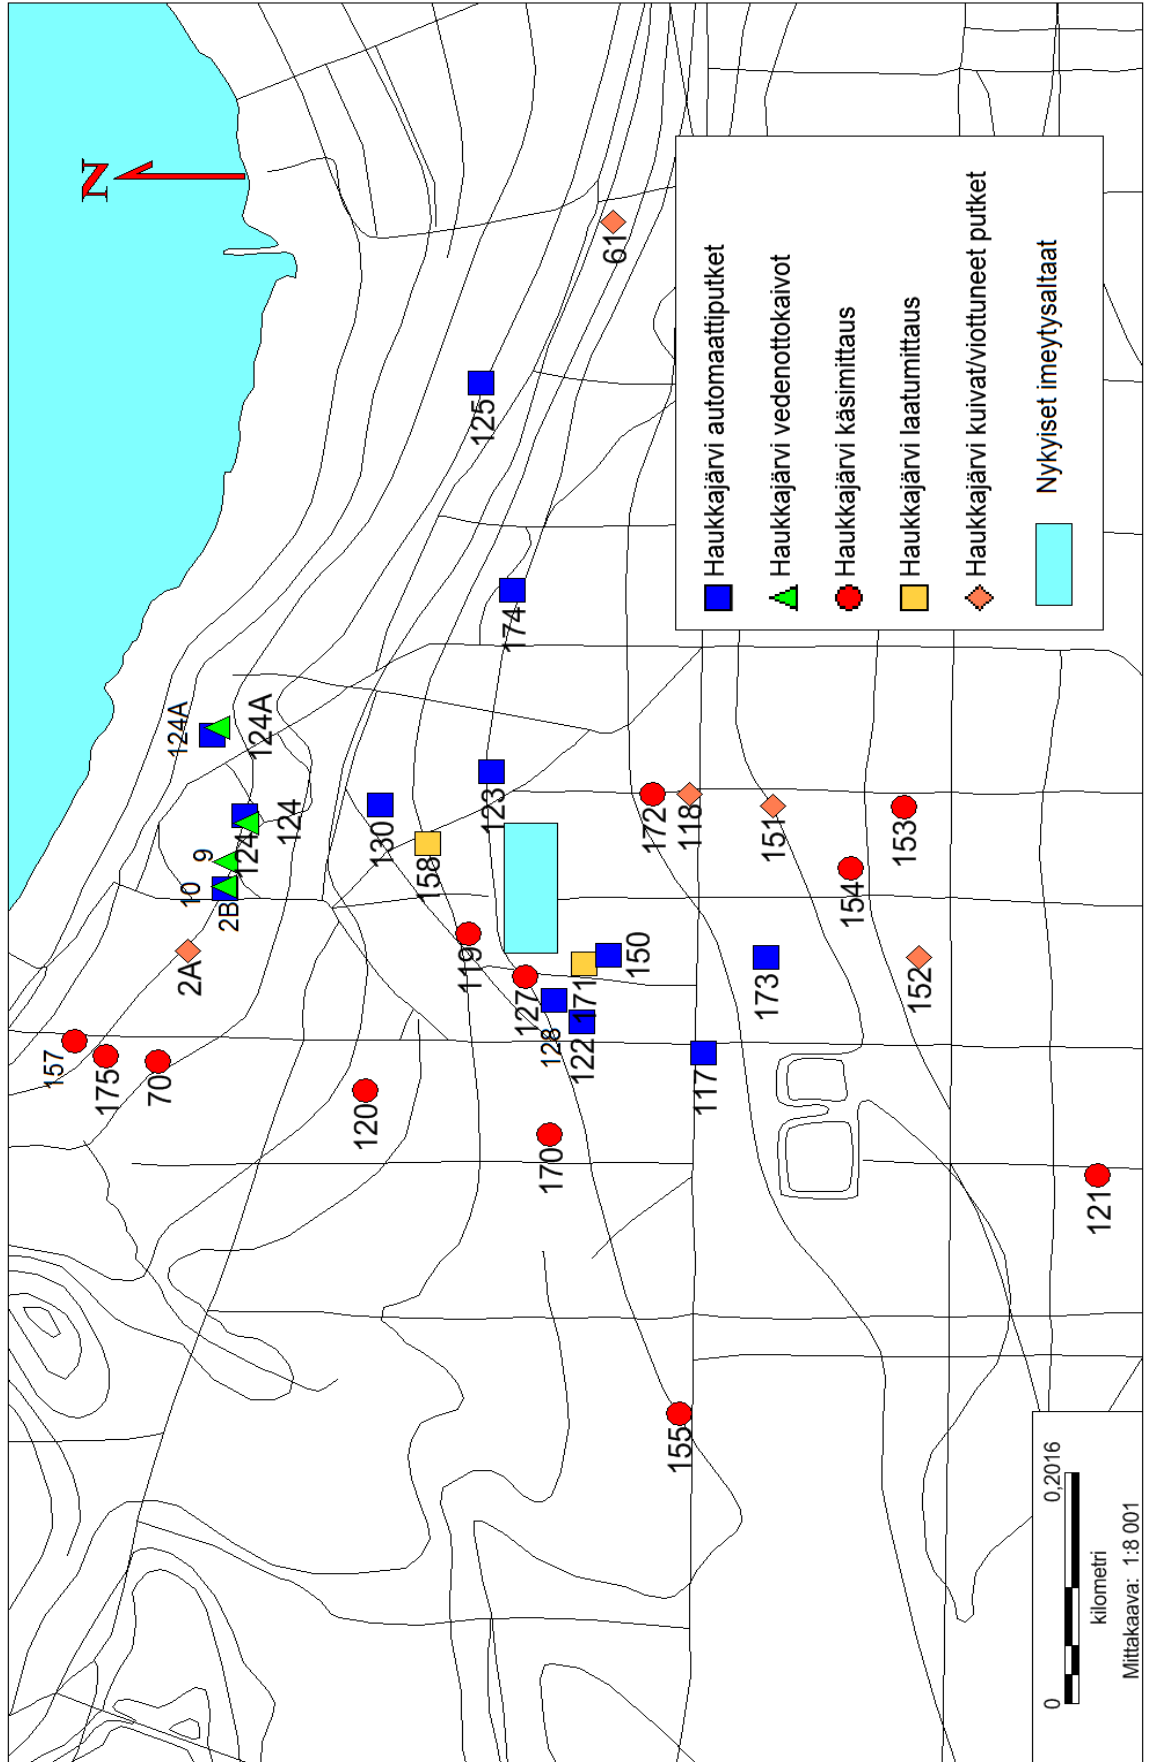 N
157
175
70
2A
10
9
2B
124A
124A
124
124
120
130
158
119
123
127
128
122
171
150
170
174
125
61
172
118
151
153
154
152
173
117
155
121
Haukkajärvi automaattiputket
Haukkajärvi vedenottokaivot
Haukkajärvi käsimittaus
Haukkajärvi laatumittaus
Haukkajärvi kuivat/viottuneet putket
Nykyiset imeytysaltaat
0 0,2016
kilometri
Mittakaava: 1:8 001